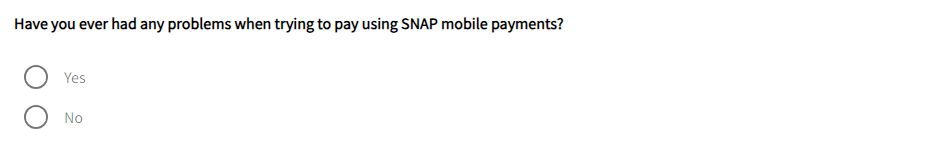 Have you ever had any problems when trying to pay using SNAP mobile payments?
Yes
No